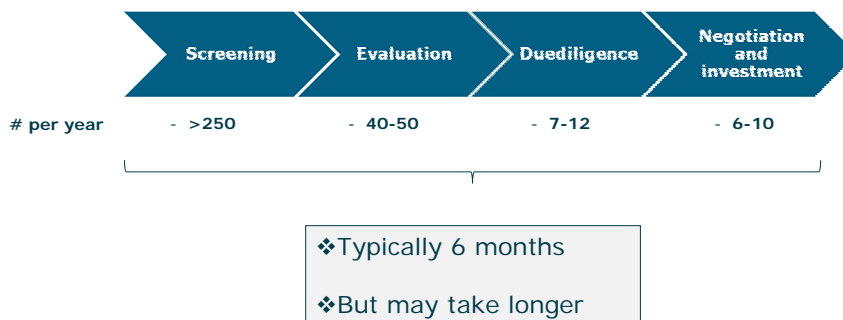 Screening
Evaluation
Duediligence
Negotiation
and
investment
# per year
- >250
- 40-50
- 7-12
- 6-10
❖Typically 6 months
❖But may take longer